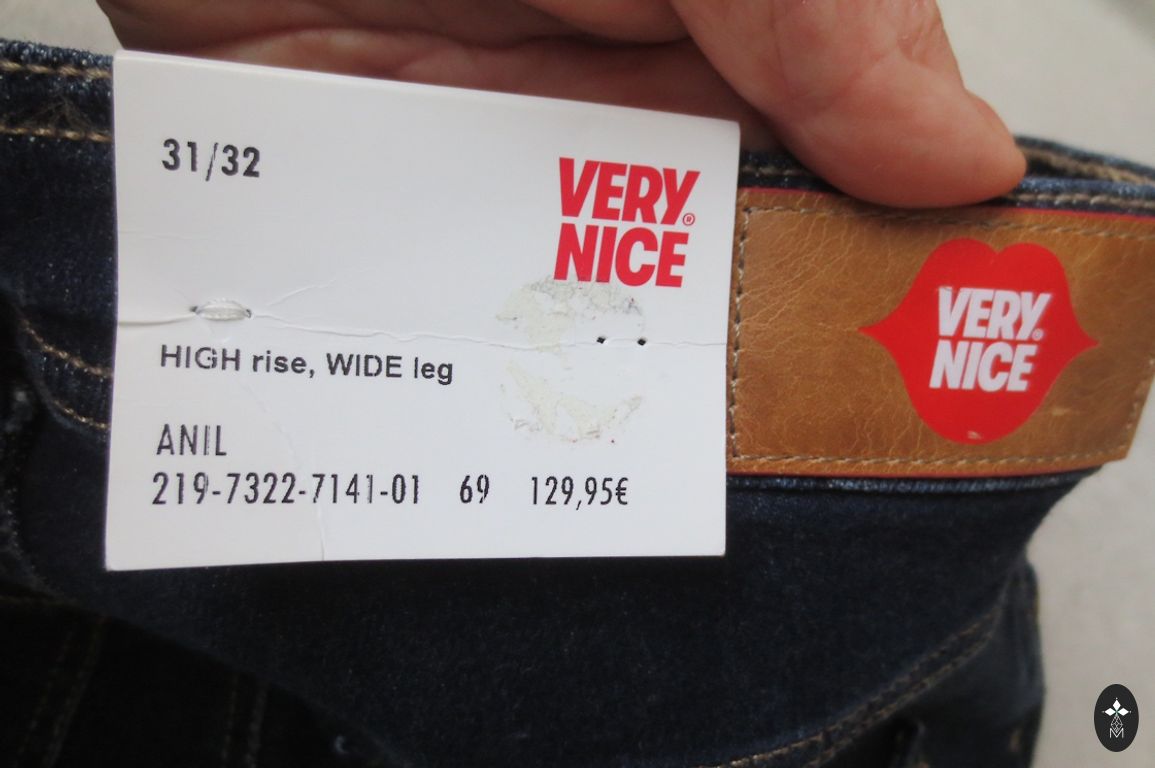 31/32
VERY®
NICE
HIGH rise, WIDE leg
ANIL
219-7322-7141-01 69 129,95€
VERY®
NICE
M